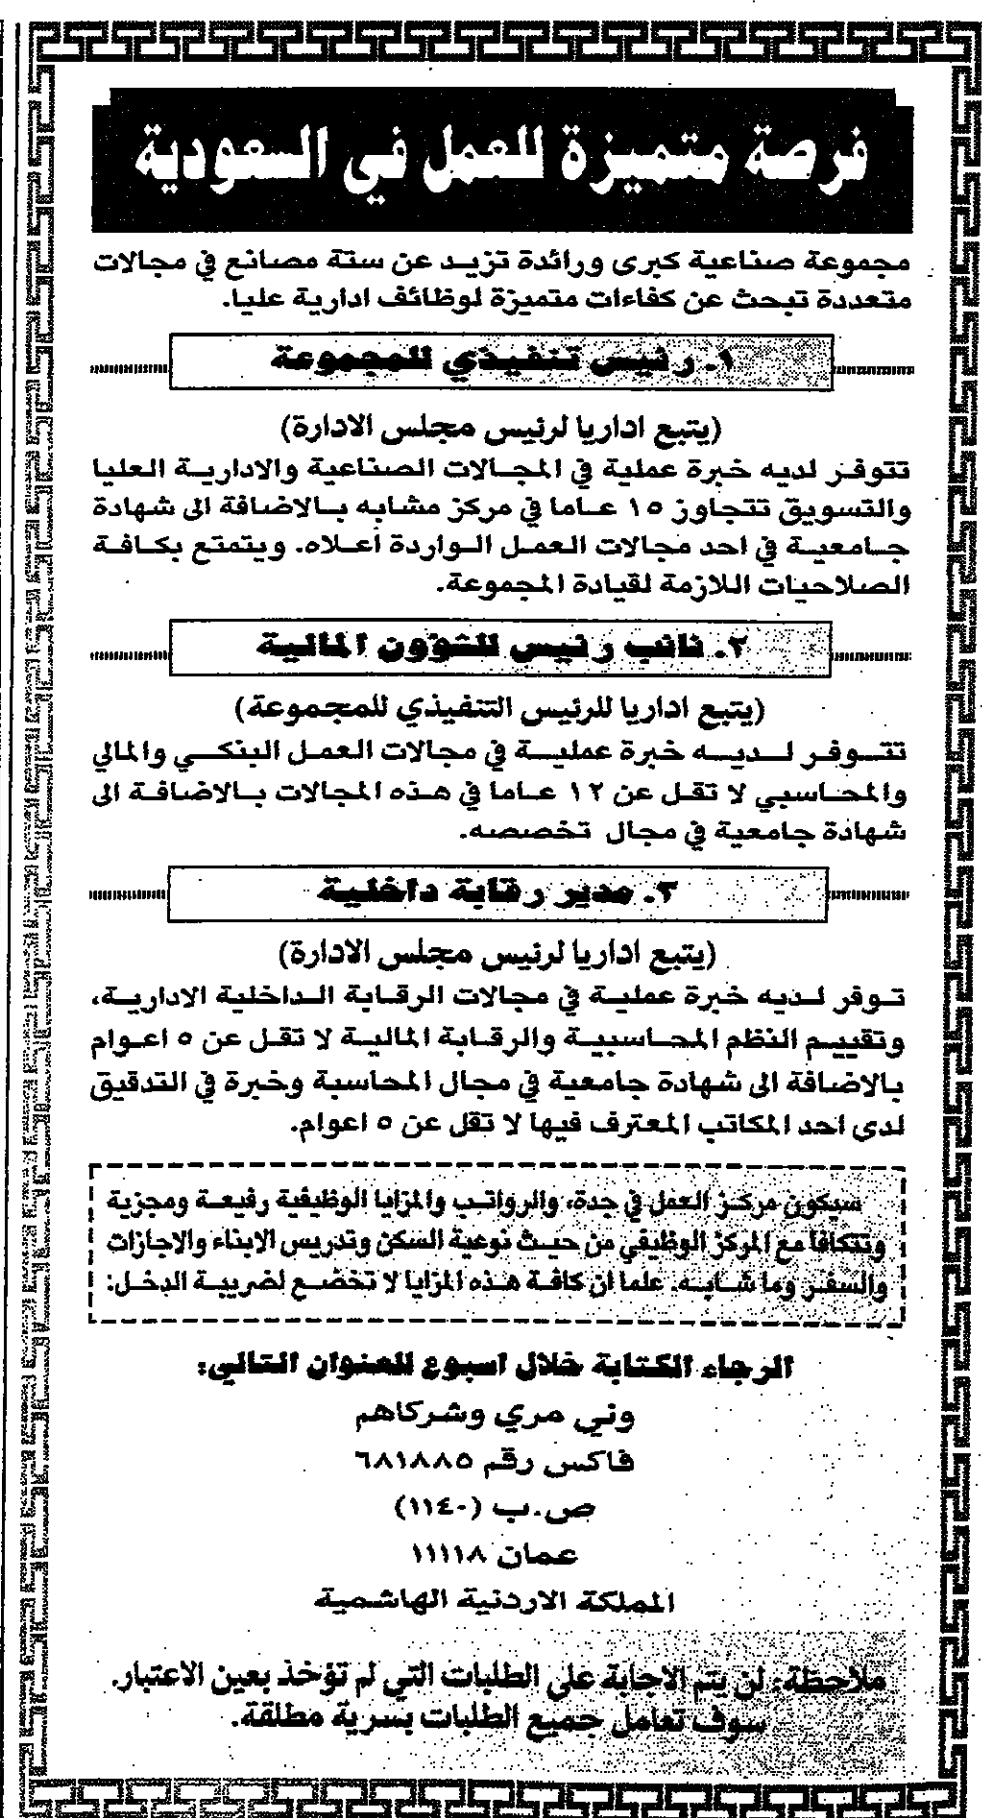 فرصة متميزة للعمل في السعودية
مجموعة صناعية كبرى ورائدة تزيد عن ستة مصانع في مجالات
متعددة تبحث عن كفاءات متميزة لوظائف ادارية عليا.
١. رئيس تنفيذي للمجموعة
(يتبع اداريا لرئيس مجلس الادارة)
تتوفر لديه خبرة عملية في المجالات الصناعية والادارية العليا
والتسويق تتجاوز ١٥ عاما في مركز مشابه بالاضافة الى شهادة
جامعية في احد مجالات العمل الواردة أعلاه. ويتمتع بكافة
الصلاحيات اللازمة لقيادة المجموعة.
٢. نائب رئيس للشؤون المالية
(يتبع اداريا للرئيس التنفيذي للمجموعة)
تتوفر لديه خبرة عملية في مجالات العمل البنكي والمالي
والمحاسبي لا تقل عن ١٢ عاما في هذه المجالات بالاضافة الى
شهادة جامعية في مجال تخصصه.
٣. مدير رقابة داخلية
(يتبع اداريا لرئيس مجلس الادارة)
توفر لديه خبرة عملية في مجالات الرقابة الداخلية الادارية،
وتقييم النظم المحاسبية والرقابة المالية لا تقل عن ٥ اعوام
بالاضافة الى شهادة جامعية في مجال المحاسبة وخبرة في التدقيق
لدى احد المكاتب المعترف فيها لا تقل عن ٥ اعوام.
سيكون مركز العمل في جدة، والرواتب والمزايا الوظيفية رفيعة ومجزية
وتتكافأ مع المركز الوظيفي من حيث نوعية السكن وتدريس الابناء والاجازات
والسفر وما شابه. علما ان كافة هذه المزايا لا تخضع لضريبة الدخل:
الرجاء الكتابة خلال اسبوع للعنوان التالي:
وني مري وشركاهم
فاكس رقم ٦٨١٨٨٥
ص.ب (١١٤٠)
عمان ١١١١٨
المملكة الاردنية الهاشمية
ملاحظة: لن يتم الاجابة على الطلبات التي لم تؤخذ بعين الاعتبار.
سوف تعامل جميع الطلبات بسرية مطلقة.